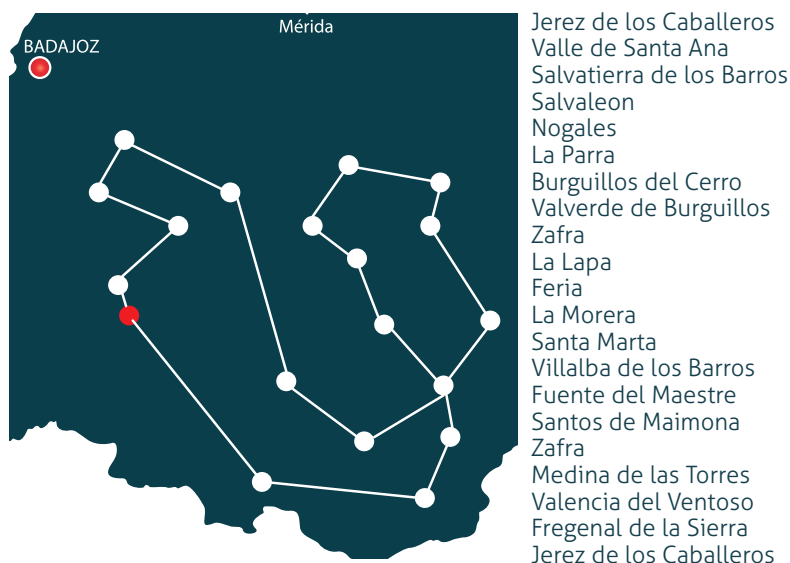 Mérida
BADAJOZ
Jerez de los Caballeros
Valle de Santa Ana
Salvatierra de los Barros
Salvaleon
Nogales
La Parra
Burguillos del Cerro
Valverde de Burguillos
Zafra
La Lapa
Feria
La Morera
Santa Marta
Villalba de los Barros
Fuente del Maestre
Santos de Maimona
Zafra
Medina de las Torres
Valencia del Ventoso
Fregenal de la Sierra
Jerez de los Caballeros